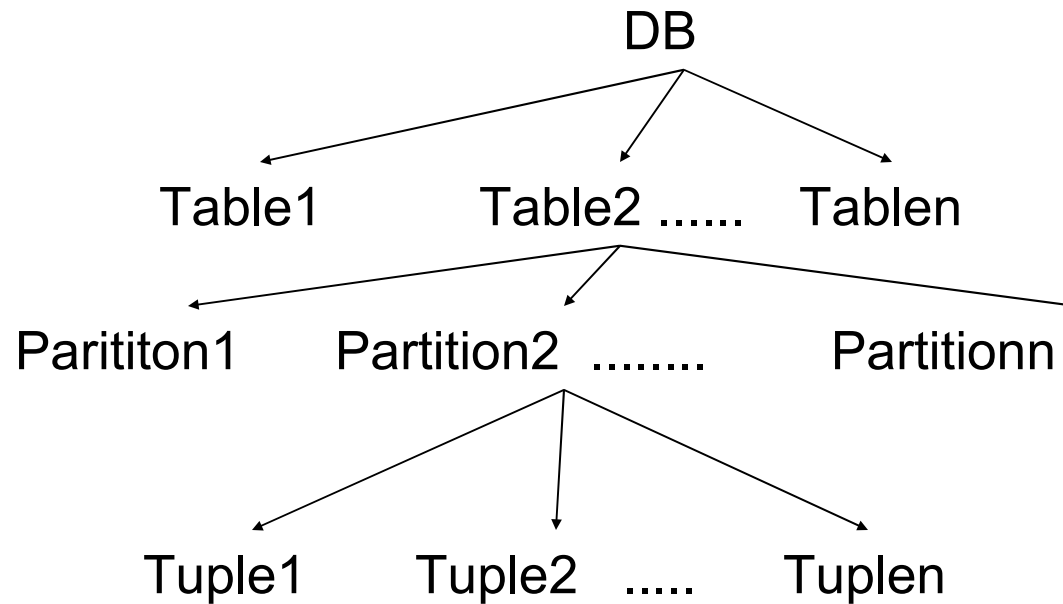 DB
Table1 Table2 ...... Tablen
Parititon1 Partition2 ........ Partitionn
Tuple1 Tuple2 ..... Tuplen